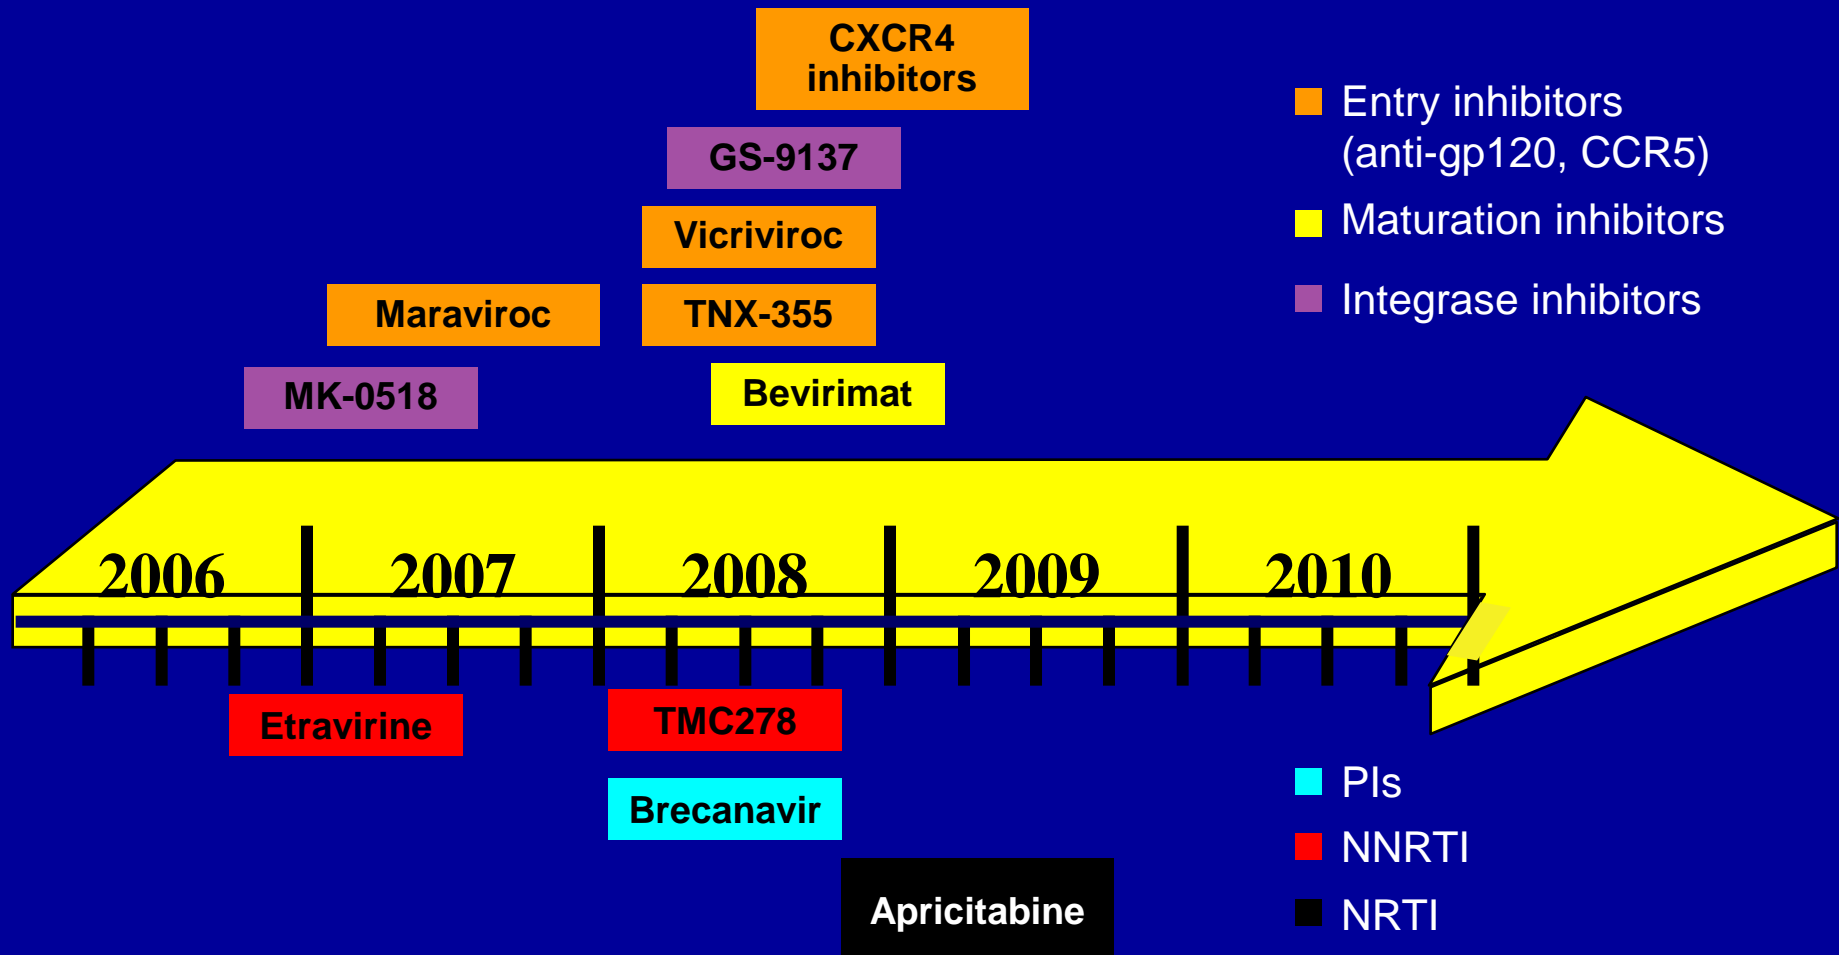 CXCR4
inhibitors
GS-9137
Vicriviroc
Maraviroc
TNX-355
MK-0518
Bevirimat
Entry inhibitors
(anti-gp120, CCR5)
Maturation inhibitors
Integrase inhibitors
2006
2007
2008
2009
2010
Etravirine
TMC278
Brecanavir
Apricitabine
PIs
NNRTI
NRTI